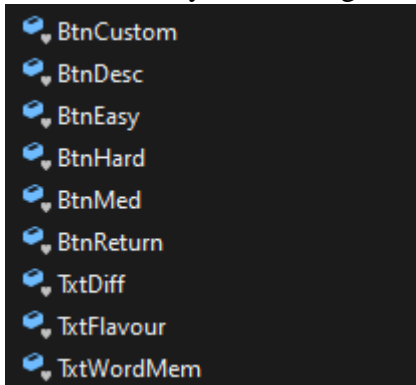 BtnCustom
BtnDesc
BtnEasy
BtnHard
BtnMed
BtnReturn
TxtDiff
TxtFlavour
TxtWordMem